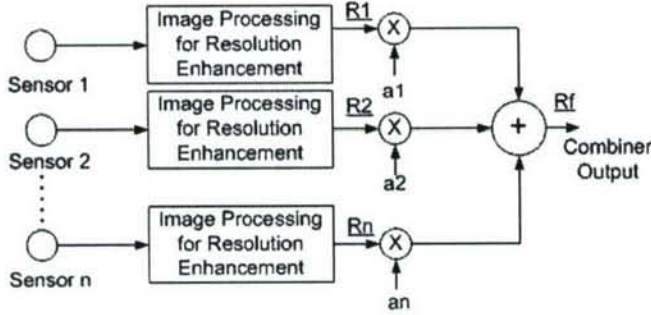 Sensor 1
Image Processing
for Resolution
Enhancement
R1
X
a1
Sensor 2
Image Processing
for Resolution
Enhancement
R2
X
a2
Sensor n
Image Processing
for Resolution
Enhancement
Rn
X
an
+
Rf
Combiner
Output